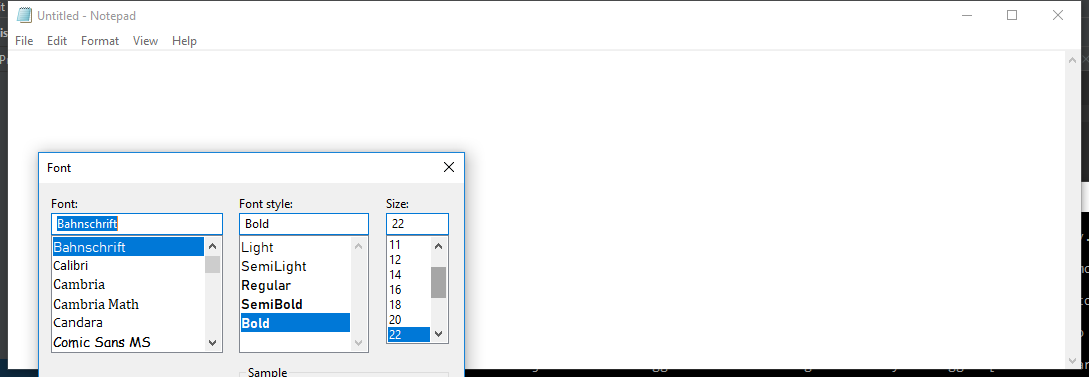 Untitled - Notepad
File Edit Format View Help
Font
Font: Font style: Size:
Bahnschrift Bold 22
Bahnschrift Light 11
Calibri SemiLight 12
Cambria Regular 14
Cambria Math SemiBold 16
Candara Bold 18
Comic Sans MS 20
22
Sample